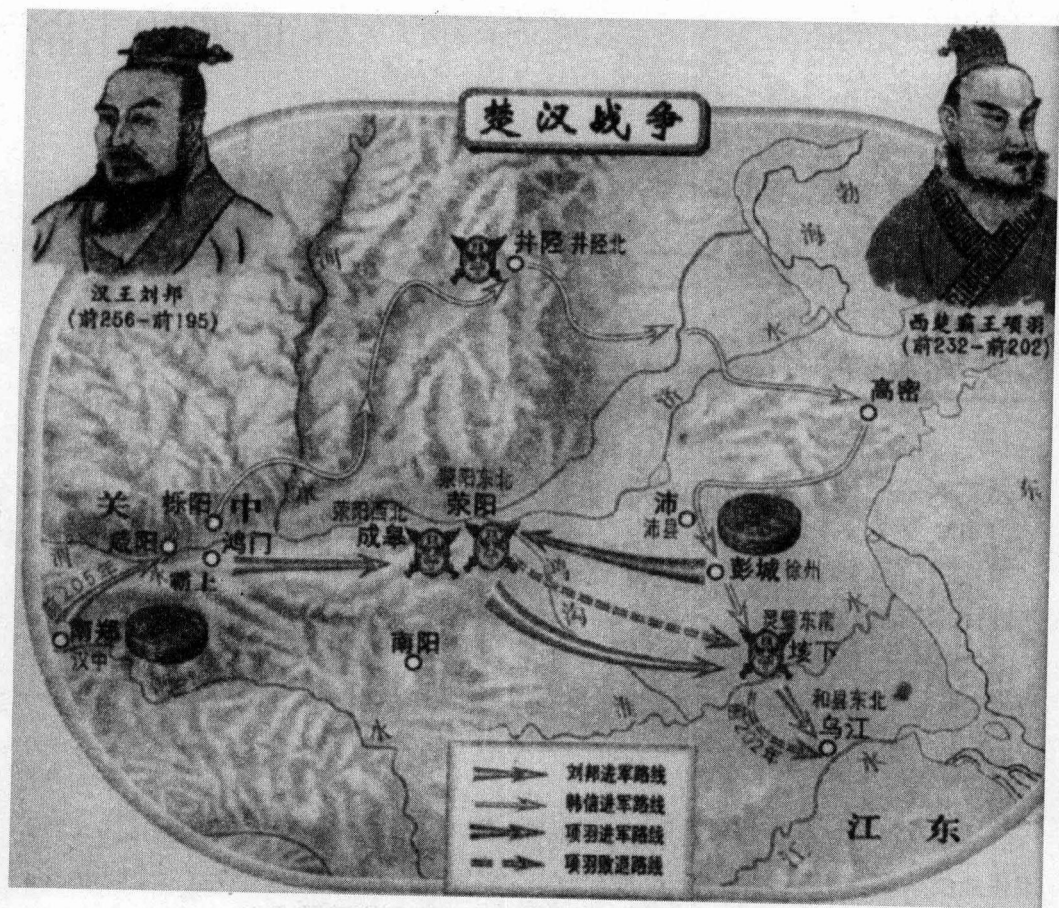 楚汉战争
汉王刘邦
(前256-前195)
西楚霸王项羽
(前232-前202)
勃
海
河
井陉 井陉北
水
济
高密
东
关
栎阳
中
水
荥阳东北
荥阳
荥阳西北
成皋
沛
沛县
咸阳
鸿门
渭
水
霸上
前205年
鸿
沟
彭城 徐州
南郑
汉中
南阳
灵璧东南
垓下
水
淮
水
和县东北
乌江
前202年
水
江
江东
刘邦进军路线
韩信进军路线
项羽进军路线
项羽败退路线